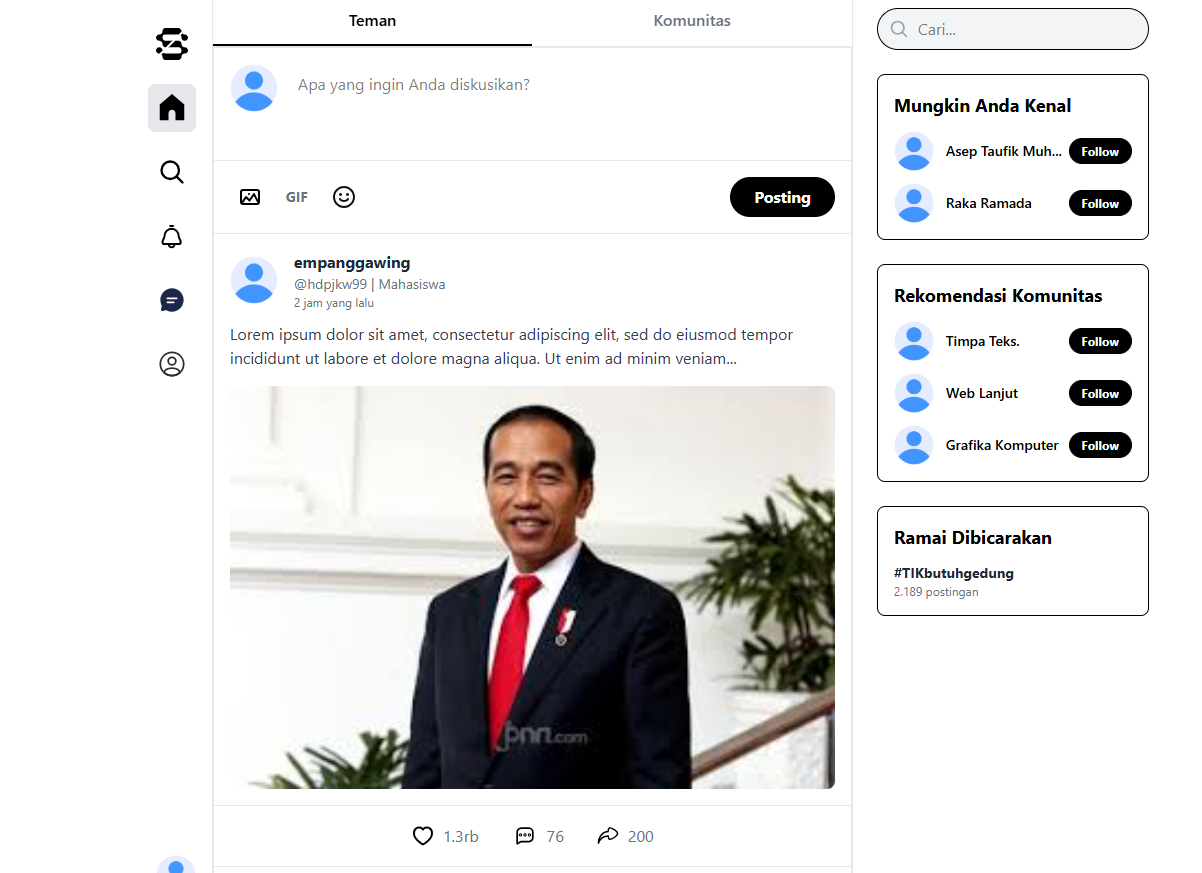 Teman
Komunitas
Apa yang ingin Anda diskusikan?
GIF
Posting
empanggawing
@hdpjkw99 | Mahasiswa
2 jam yang lalu
Lorem ipsum dolor sit amet, consectetur adipiscing elit, sed do eiusmod tempor
incididunt ut labore et dolore magna aliqua. Ut enim ad minim veniam...
jpnn.com
1.3rb
76
200
Cari...
Mungkin Anda Kenal
Asep Taufik Muh...
Follow
Raka Ramada
Follow
Rekomendasi Komunitas
Timpa Teks.
Follow
Web Lanjut
Follow
Grafika Komputer
Follow
Ramai Dibicarakan
#TIKbutuhgedung
2.189 postingan